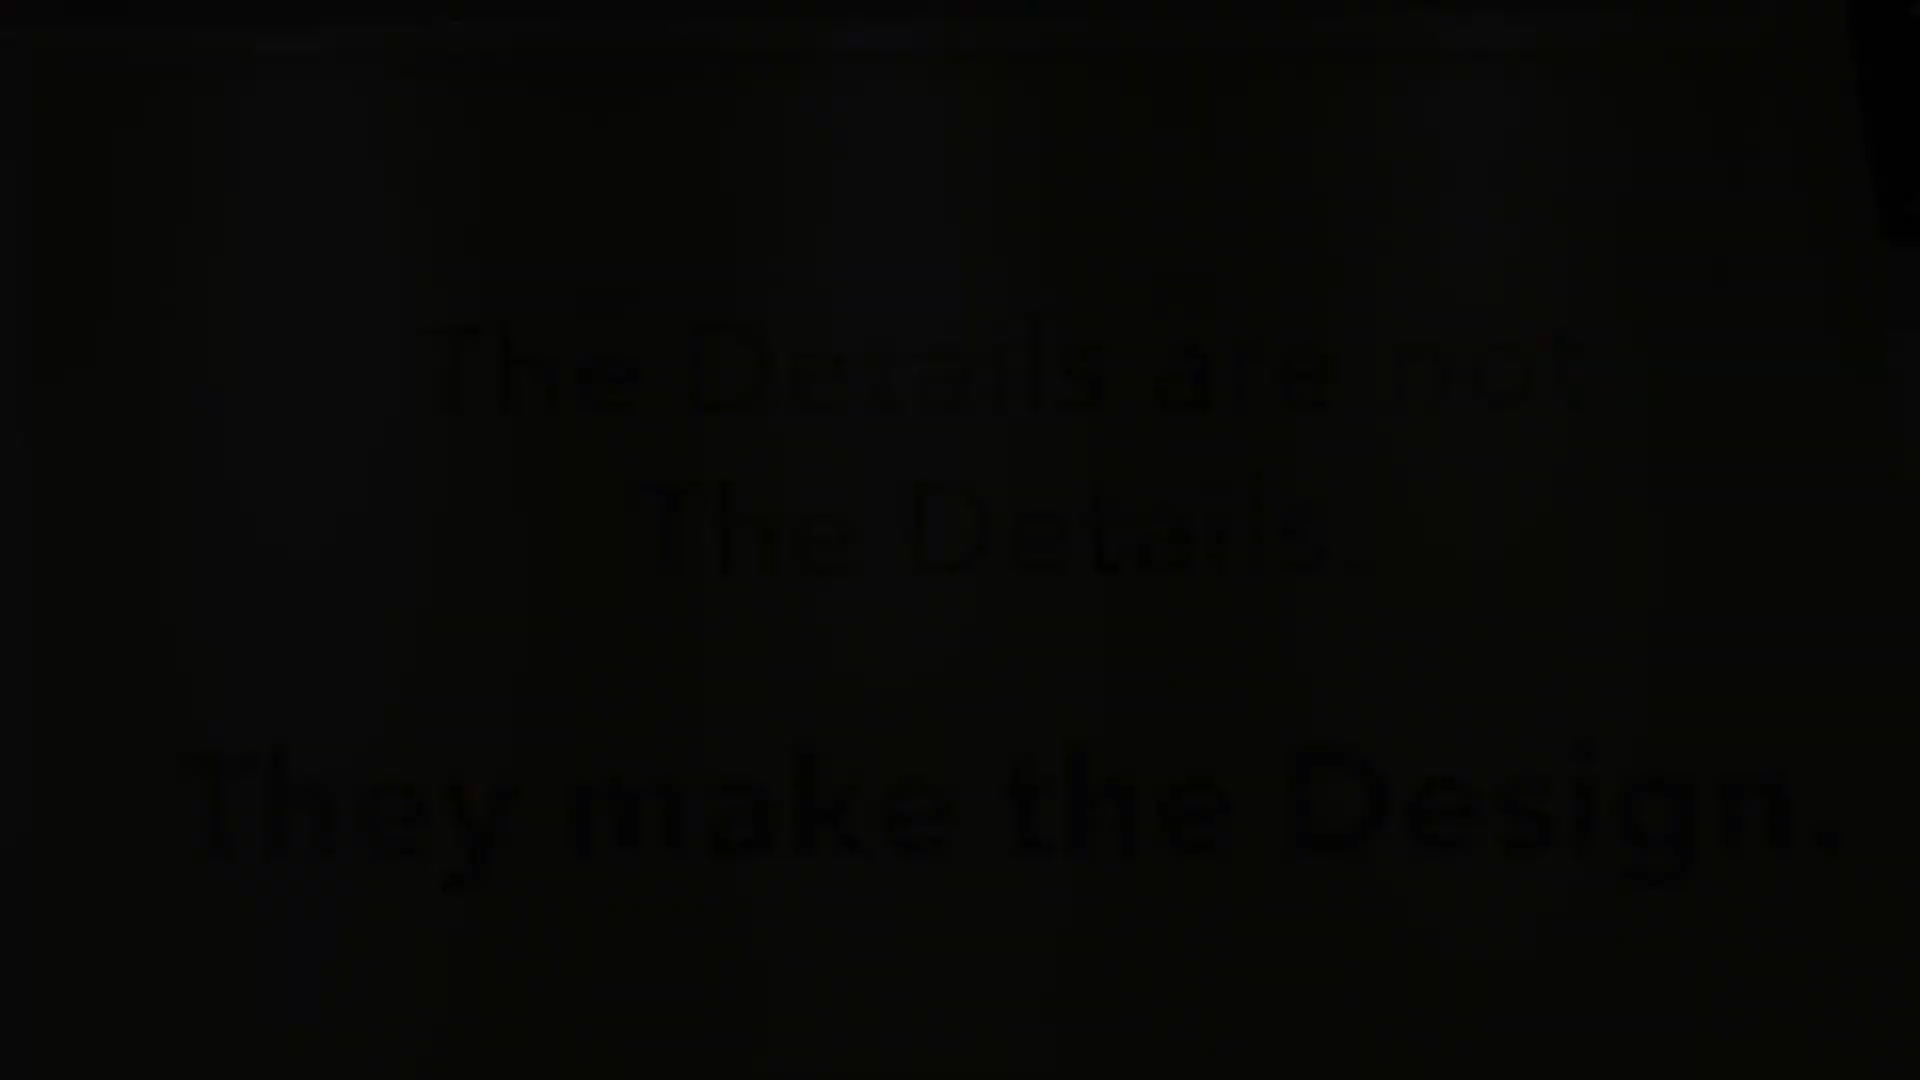 The Details are not
The Details.
They make the Design.